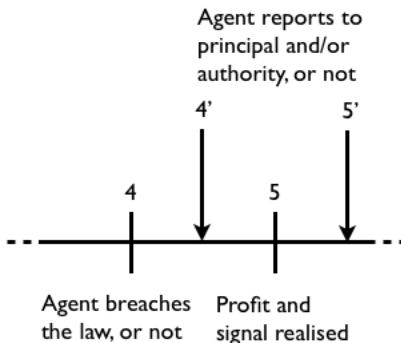 Agent reports to
principal and/or
authority, or not
4’
5’
4
5
Agent breaches
the law, or not
Profit and
signal realised